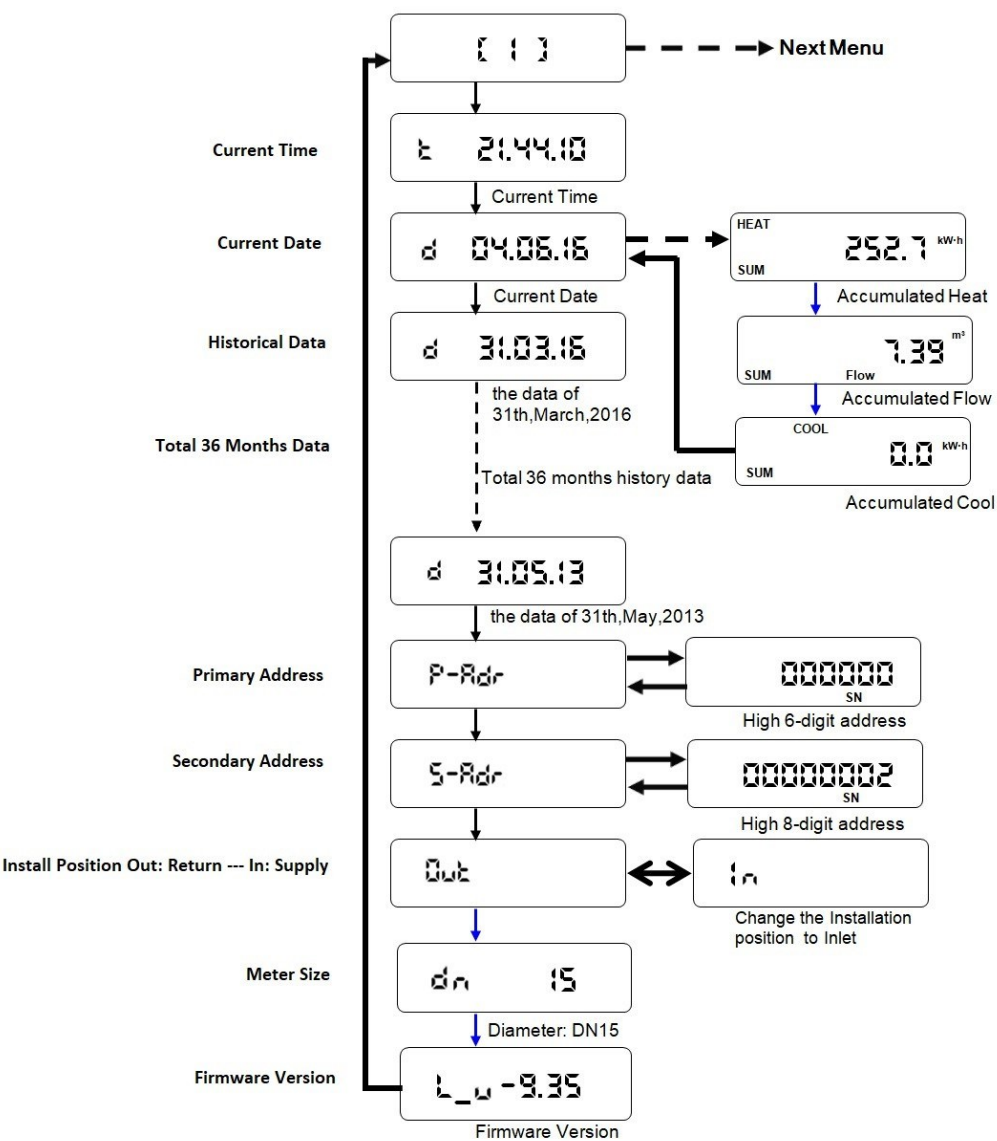 [ 1 ]
Next Menu
Current Time
t 21.44.10
Current Time
Current Date
d 04.06.16
Current Date
HEAT
252.7 kW·h
SUM
Accumulated Heat
Historical Data
d 31.03.16
the data of
31th,March,2016
7.39 m³
SUM Flow
Accumulated Flow
Total 36 Months Data
Total 36 months history data
COOL
0.0 kW·h
SUM
Accumulated Cool
d 31.05.13
the data of 31th,May,2013
Primary Address
P-Adr
000000
SN
High 6-digit address
Secondary Address
S-Adr
00000002
SN
High 8-digit address
Install Position Out: Return --- In: Supply
Out
In
Change the Installation
position to Inlet
Meter Size
dn 15
Diameter: DN15
Firmware Version
L_u-9.35
Firmware Version